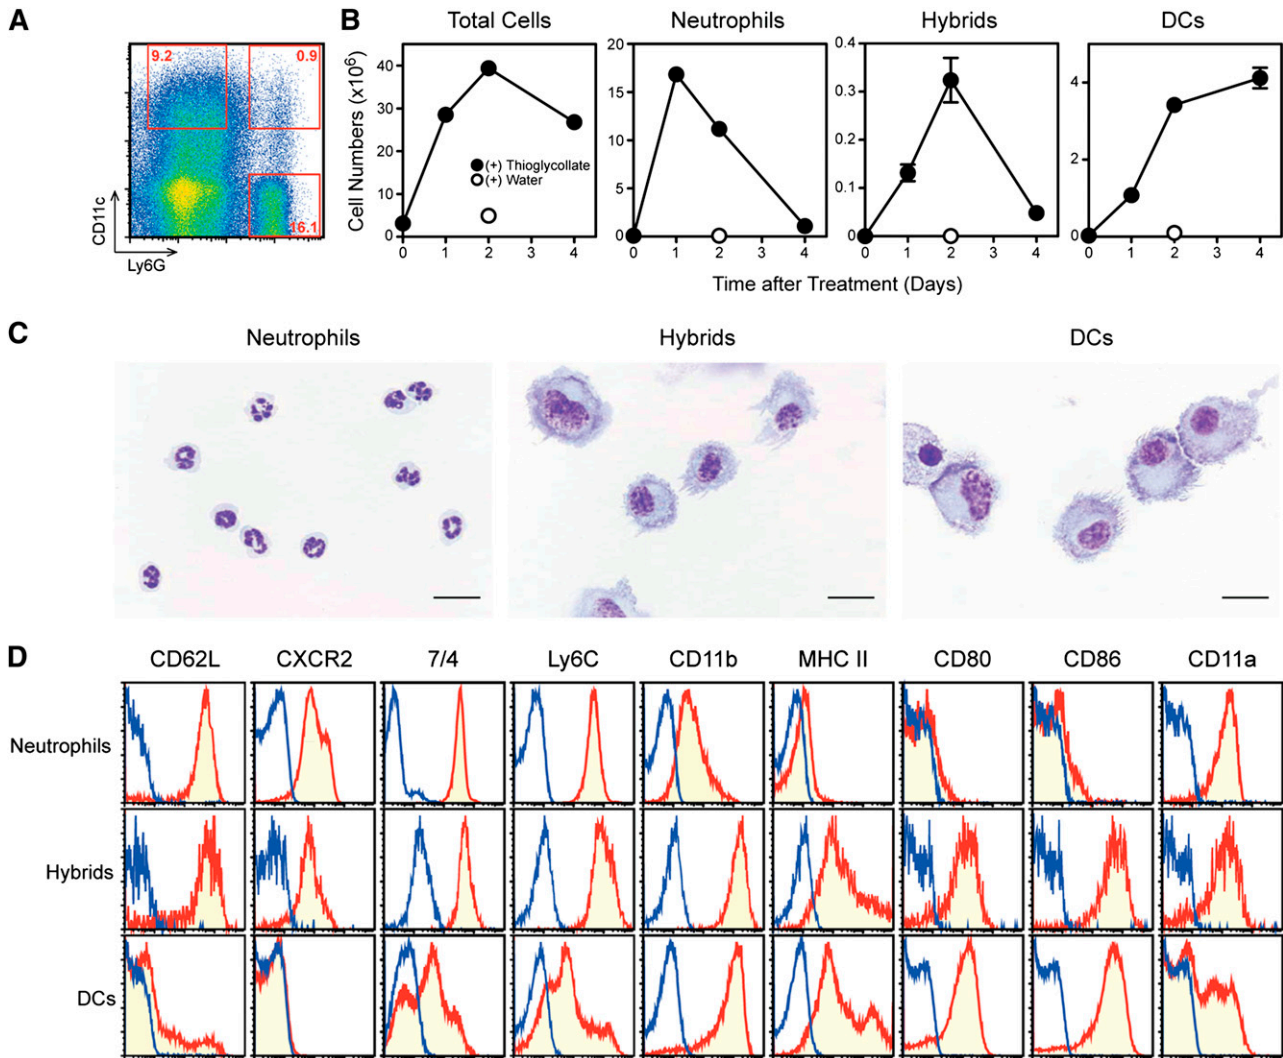 A
9.2
0.9
16.1
CD11c
Ly6G
B
Total Cells
Neutrophils
Hybrids
DCs
Cell Numbers (x10⁶)
40
30
20
10
0
0 1 2 3 4
(+) Thioglycollate
(+) Water
20
15
10
5
0
0 1 2 3 4
0.4
0.3
0.2
0.1
0
0 1 2 3 4
4
2
0
0 1 2 3 4
Time after Treatment (Days)
C
Neutrophils
Hybrids
DCs
D
CD62L
CXCR2
7/4
Ly6C
CD11b
MHC II
CD80
CD86
CD11a
Neutrophils
Hybrids
DCs